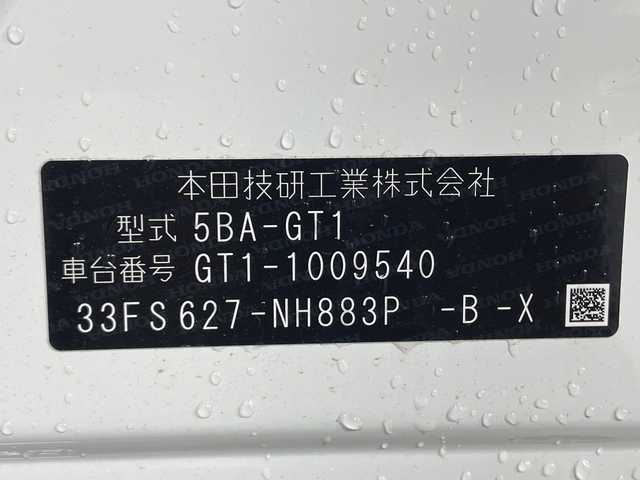 本田技研工業株式会社
型式 5BA-GT1
車台番号 GT1-1009540
33FS627-NH883P -B -X